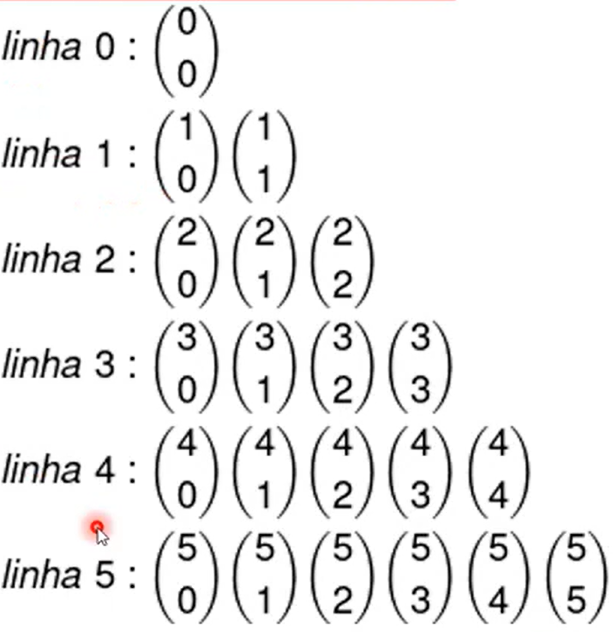 linha 0 : (0 0)
linha 1 : (1 0) (1 1)
linha 2 : (2 0) (2 1) (2 2)
linha 3 : (3 0) (3 1) (3 2) (3 3)
linha 4 : (4 0) (4 1) (4 2) (4 3) (4 4)
linha 5 : (5 0) (5 1) (5 2) (5 3) (5 4) (5 5)